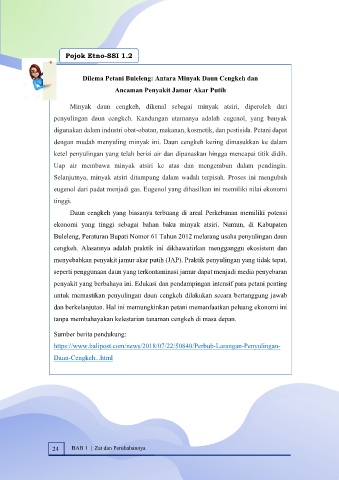 Pojok Etno-SSI 1.2
Dilema Petani Buleleng: Antara Minyak Daun Cengkeh dan
Ancaman Penyakit Jamur Akar Putih
Minyak daun cengkeh, dikenal sebagai minyak atsiri, diperoleh dari
penyulingan daun cengkeh. Kandungan utamanya adalah eugenol, yang banyak
digunakan dalam industri obat-obatan, makanan, kosmetik, dan pestisida. Petani dapat
dengan mudah menyuling minyak ini. Daun cengkeh kering dimasukkan ke dalam
ketel penyulingan yang telah berisi air dan dipanaskan hingga mencapai titik didih.
Uap air membawa minyak atsiri ke atas dan mengembun dalam pendingin.
Selanjutnya, minyak atsiri ditampung dalam wadah terpisah. Proses ini mengubah
eugenol dari padat menjadi gas. Eugenol yang dihasilkan ini memiliki nilai ekonomi
tinggi.
Daun cengkeh yang biasanya terbuang di areal Perkebunan memiliki potensi
ekonomi yang tinggi sebagai bahan baku minyak atsiri. Namun, di Kabupaten
Buleleng, Peraturan Bupati Nomor 61 Tahun 2012 melarang usaha penyulingan daun
cengkeh. Alasannya adalah praktik ini dikhawatirkan mengganggu ekosistem dan
menyebabkan penyakit jamur akar putih (JAP). Praktik penyulingan yang tidak tepat,
seperti penggunaan daun yang terkontaminasi jamur dapat menjadi media penyebaran
penyakit yang berbahaya ini. Edukasi dan pendampingan intensif para petani penting
untuk memastikan penyulingan daun cengkeh dilakukan secara bertanggung jawab
dan berkelanjutan. Hal ini memungkinkan petani memanfaatkan peluang ekonomi ini
tanpa membahayakan kelestarian tanaman cengkeh di masa depan.
Sumber berita pendukung:
https://www.balipost.com/news/2018/07/22/50840/Perbub-Larangan-Penyulingan-
Daun-Cengkeh...html
24 BAB 1 | Zat dan Perubahannya